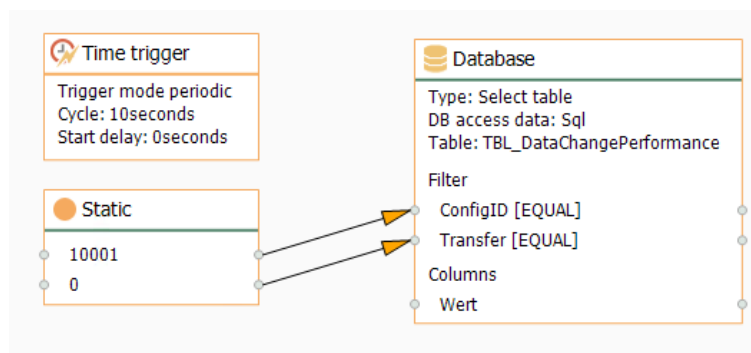 Time trigger
Trigger mode periodic
Cycle: 10seconds
Start delay: 0seconds
Static
10001
0
Database
Type: Select table
DB access data: Sql
Table: TBL_DataChangePerformance
Filter
ConfigID [EQUAL]
Transfer [EQUAL]
Columns
Wert